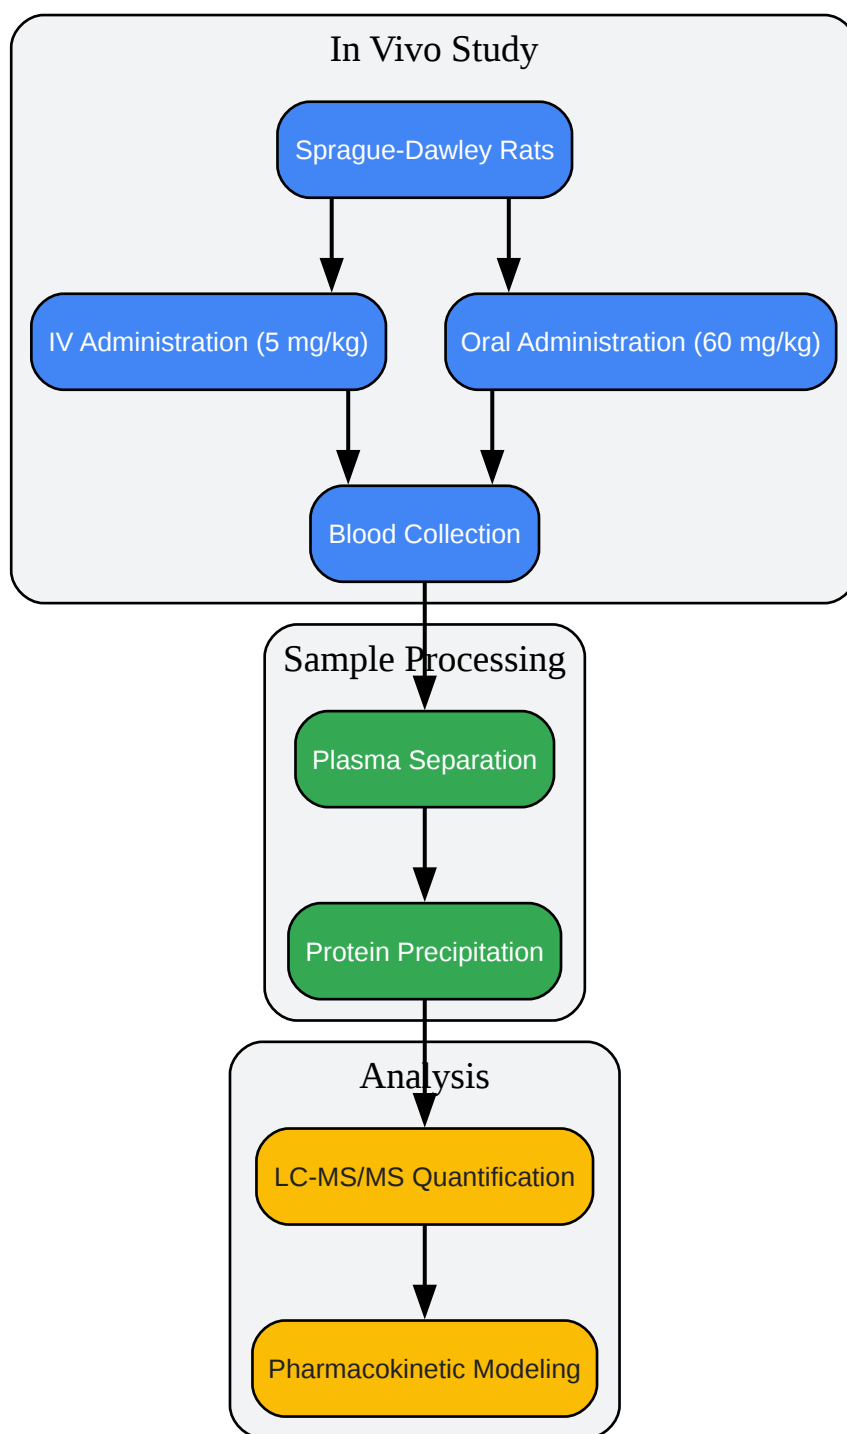 In Vivo Study
Sprague-Dawley Rats
IV Administration (5 mg/kg)
Oral Administration (60 mg/kg)
Blood Collection
Sample Processing
Plasma Separation
Protein Precipitation
Analysis
LC-MS/MS Quantification
Pharmacokinetic Modeling